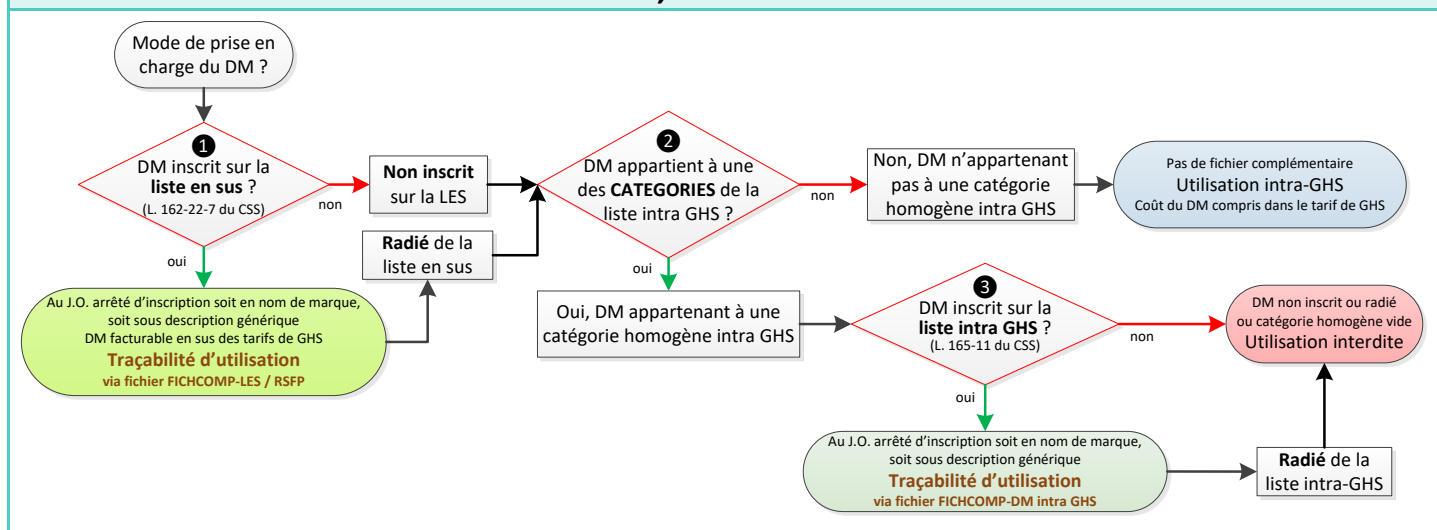 Mode de prise en
charge du DM ?
❶
DM inscrit sur la
liste en sus ?
(L. 162-22-7 du CSS)
non
oui
Non inscrit
sur la LES
Radié de la
liste en sus
Au J.O. arrêté d’inscription soit en nom de marque,
soit sous description générique
DM facturable en sus des tarifs de GHS
Traçabilité d’utilisation
via fichier FICHCOMP-LES / RSFP
❷
DM appartient à une
des CATEGORIES de la
liste intra GHS ?
non
oui
Non, DM n’appartenant
pas à une catégorie
homogène intra GHS
Pas de fichier complémentaire
Utilisation intra-GHS
Coût du DM compris dans le tarif de GHS
Oui, DM appartenant à une
catégorie homogène intra GHS
❸
DM inscrit sur la
liste intra GHS ?
(L. 165-11 du CSS)
non
oui
DM non inscrit ou radié
ou catégorie homogène vide
Utilisation interdite
Au J.O. arrêté d’inscription soit en nom de marque,
soit sous description générique
Traçabilité d’utilisation
via fichier FICHCOMP-DM intra GHS
Radié de la
liste intra-GHS